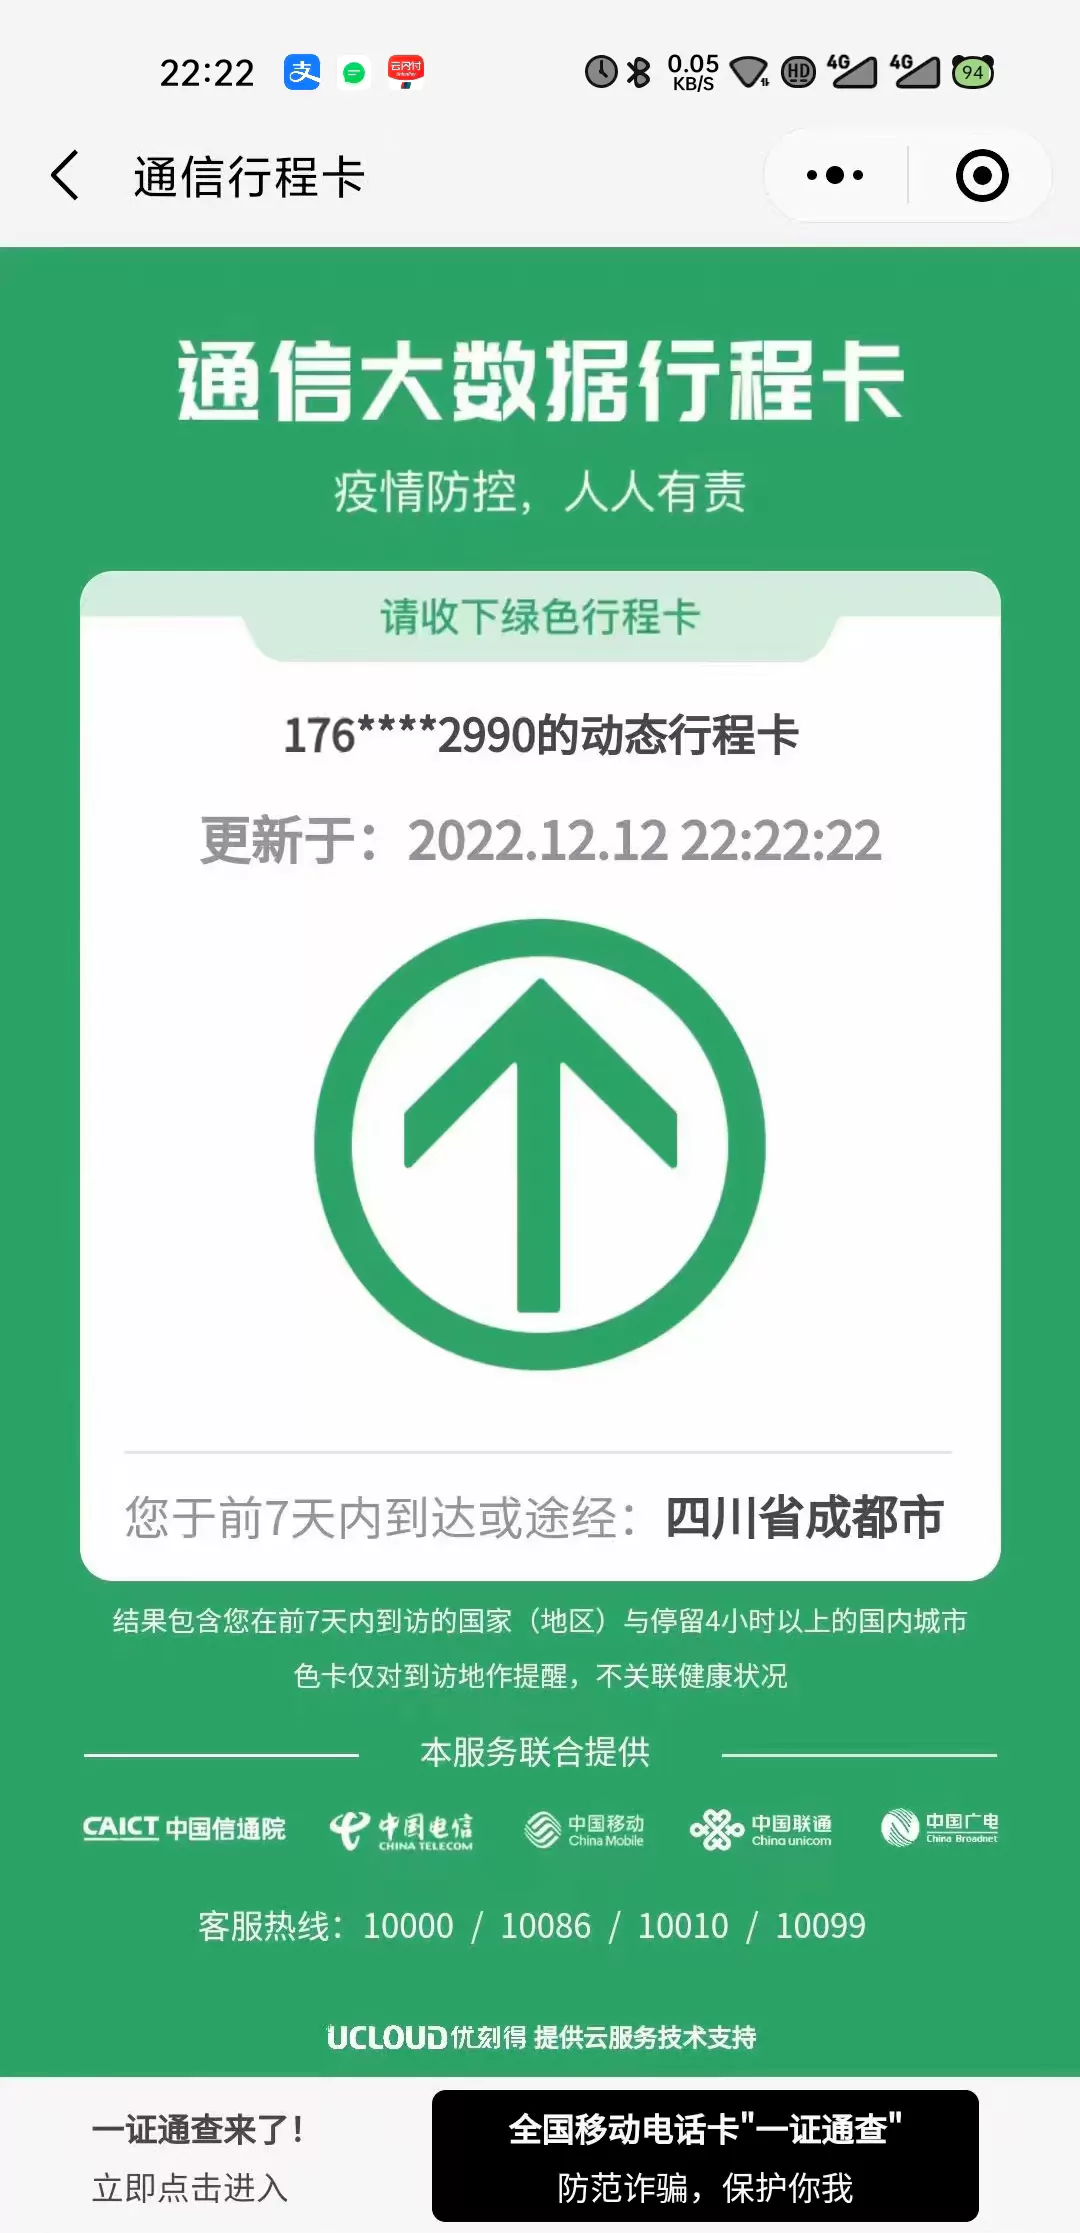 22:22
支
云闪付
0.05
KB/S
HD
4G
4G
94
通信行程卡
通信大数据行程卡
疫情防控，人人有责
请收下绿色行程卡
176****2990的动态行程卡
更新于：2022.12.12 22:22:22
您于前7天内到达或途经：四川省成都市
结果包含您在前7天内到访的国家（地区）与停留4小时以上的国内城市
色卡仅对到访地作提醒，不关联健康状况
本服务联合提供
CAICT 中国信通院
中国电信
CHINA TELECOM
中国移动
China Mobile
中国联通
China unicom
中国广电
China Broadnet
客服热线：10000 / 10086 / 10010 / 10099
UCLOUD优刻得 提供云服务技术支持
一证通查来了！
立即点击进入
全国移动电话卡"一证通查"
防范诈骗，保护你我